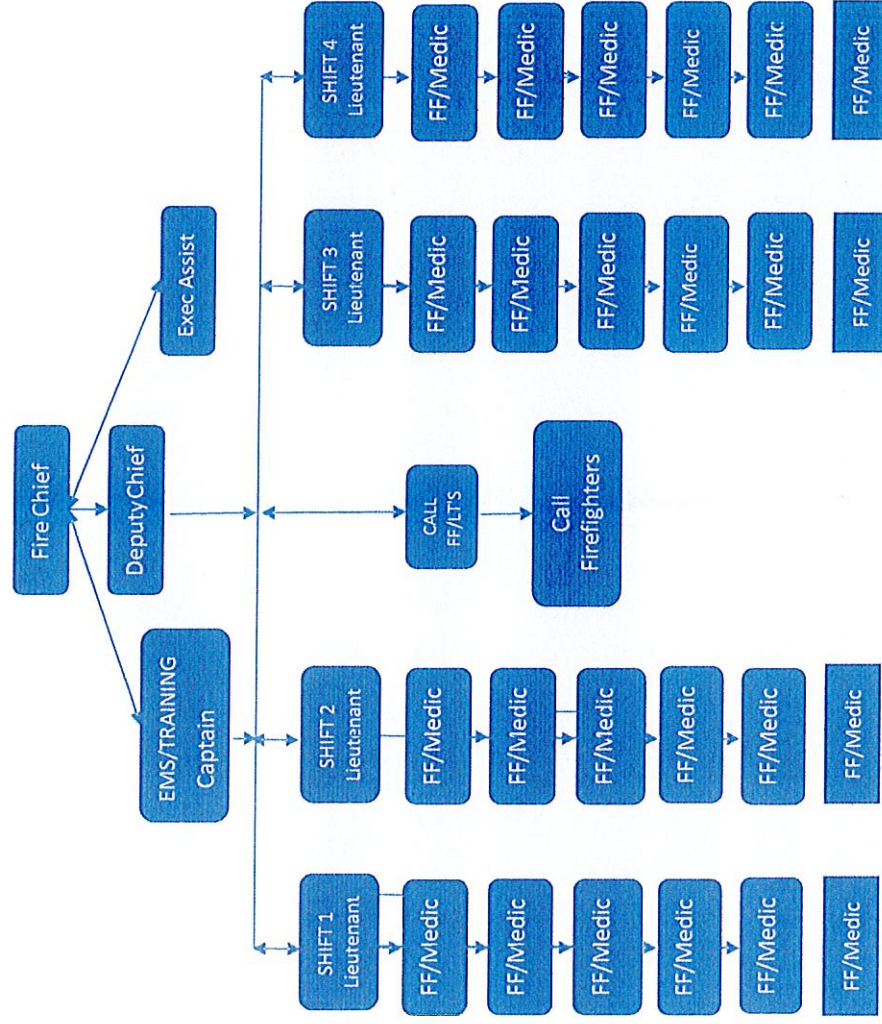 Fire Chief
Deputy Chief
Exec Assist
EMS/TRAINING
Captain
SHIFT 1
Lieutenant
FF/Medic
FF/Medic
FF/Medic
FF/Medic
FF/Medic
FF/Medic
SHIFT 2
Lieutenant
FF/Medic
FF/Medic
FF/Medic
FF/Medic
FF/Medic
FF/Medic
CALL
FF/LT'S
Call
Firefighters
SHIFT 3
Lieutenant
FF/Medic
FF/Medic
FF/Medic
FF/Medic
FF/Medic
FF/Medic
SHIFT 4
Lieutenant
FF/Medic
FF/Medic
FF/Medic
FF/Medic
FF/Medic
FF/Medic